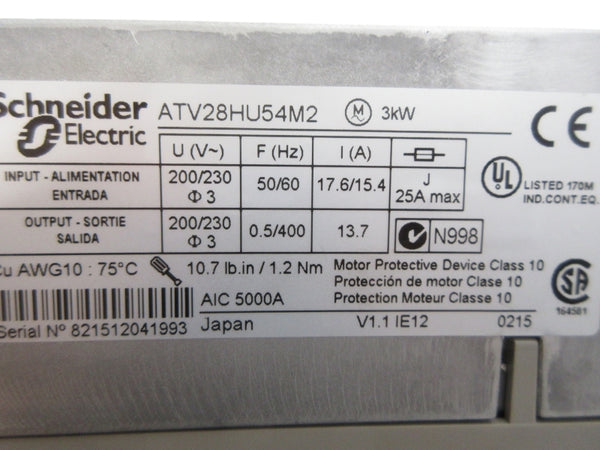 Schneider Electric
ATV28HU54M2 M 3kW
CE
U (V~) F (Hz) I (A)
INPUT - ALIMENTATION ENTRADA 200/230 Φ 3 50/60 17.6/15.4 J 25A max
UL LISTED 170M IND.CONT.EQ.
OUTPUT - SORTIE SALIDA 200/230 Φ 3 0.5/400 13.7 N998
Cu AWG10 : 75°C 10.7 lb.in / 1.2 Nm Motor Protective Device Class 10
Protección de motor Clase 10
AIC 5000A Protection Moteur Classe 10
SA 164581
Serial Nº 821512041993 Japan V1.1 IE12 0215